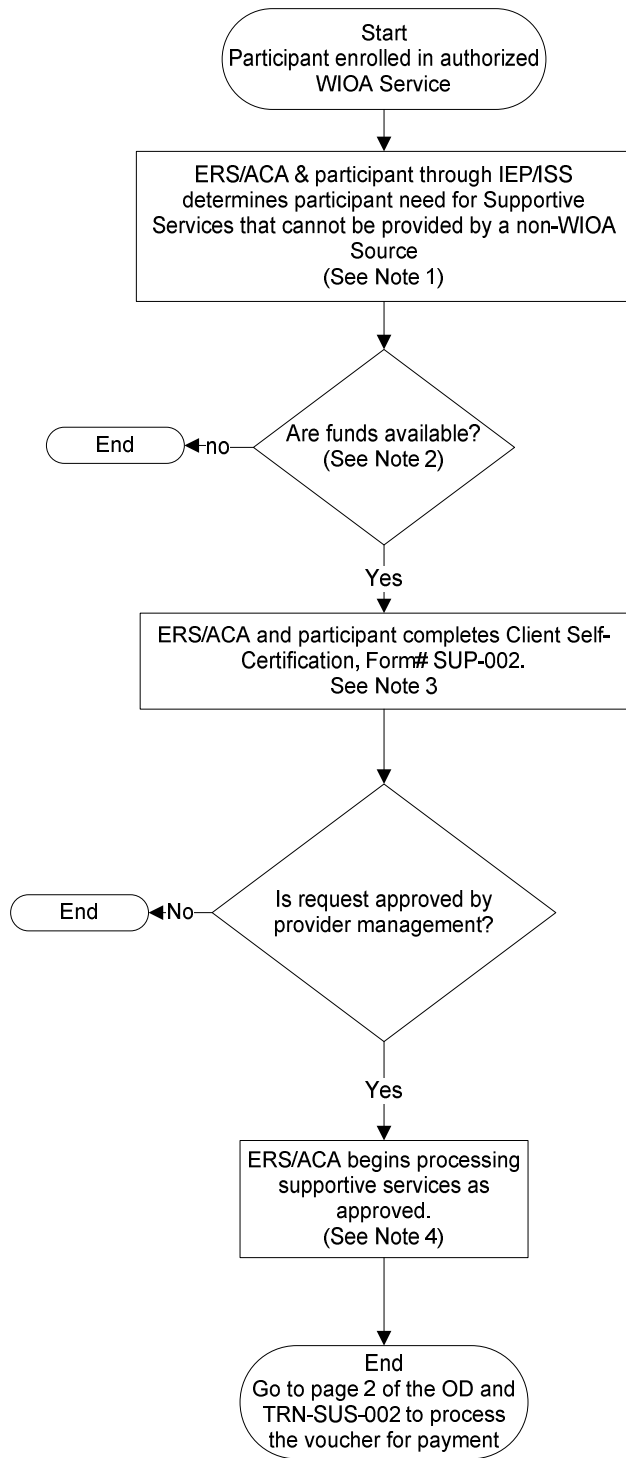 Start
Participant enrolled in authorized
WIOA Service
ERS/ACA & participant through IEP/ISS
determines participant need for Supportive
Services that cannot be provided by a non-WIOA
Source
(See Note 1)
Are funds available?
(See Note 2)
no
End
Yes
ERS/ACA and participant completes Client Self-
Certification, Form# SUP-002.
See Note 3
Is request approved by
provider management?
No
End
Yes
ERS/ACA begins processing
supportive services as
approved.
(See Note 4)
End
Go to page 2 of the OD and
TRN-SUS-002 to process
the voucher for payment